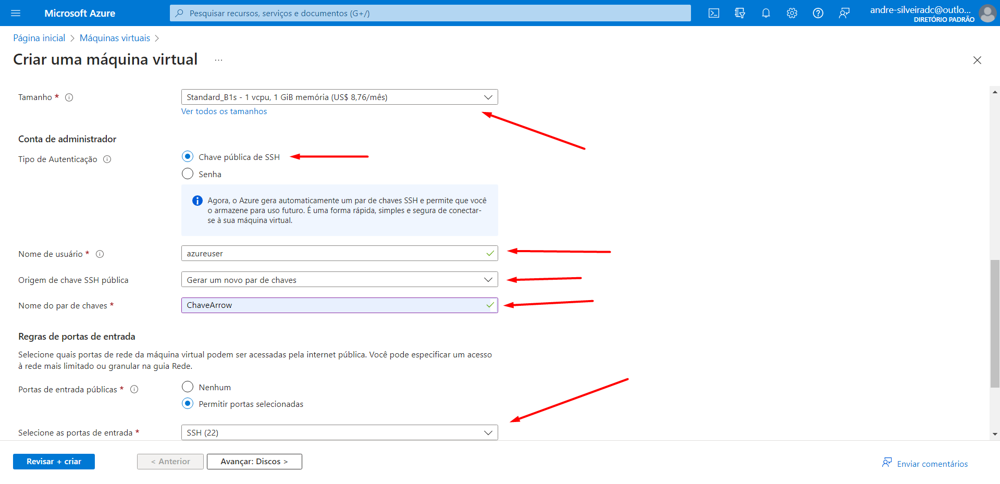 Microsoft Azure
Pesquisar recursos, serviços e documentos (G+/)
andre-silveiradc@outlo...
DIRETÓRIO PADRÃO
Página inicial > Máquinas virtuais >
Criar uma máquina virtual ...
Tamanho *
Standard_B1s - 1 vcpu, 1 GiB memória (US$ 8,76/mês)
Ver todos os tamanhos
Conta de administrador
Tipo de Autenticação
Chave pública de SSH
Senha
Agora, o Azure gera automaticamente um par de chaves SSH e permite que você
o armazene para uso futuro. É uma forma rápida, simples e segura de conectar-
se à sua máquina virtual.
Nome de usuário *
azureuser
Origem de chave SSH pública
Gerar um novo par de chaves
Nome do par de chaves *
ChaveArrow
Regras de portas de entrada
Selecione quais portas de rede da máquina virtual podem ser acessadas pela internet pública. Você pode especificar um acesso
à rede mais limitado ou granular na guia Rede.
Portas de entrada públicas *
Nenhum
Permitir portas selecionadas
Selecione as portas de entrada *
SSH (22)
Revisar + criar
< Anterior
Avançar: Discos >
Enviar comentários